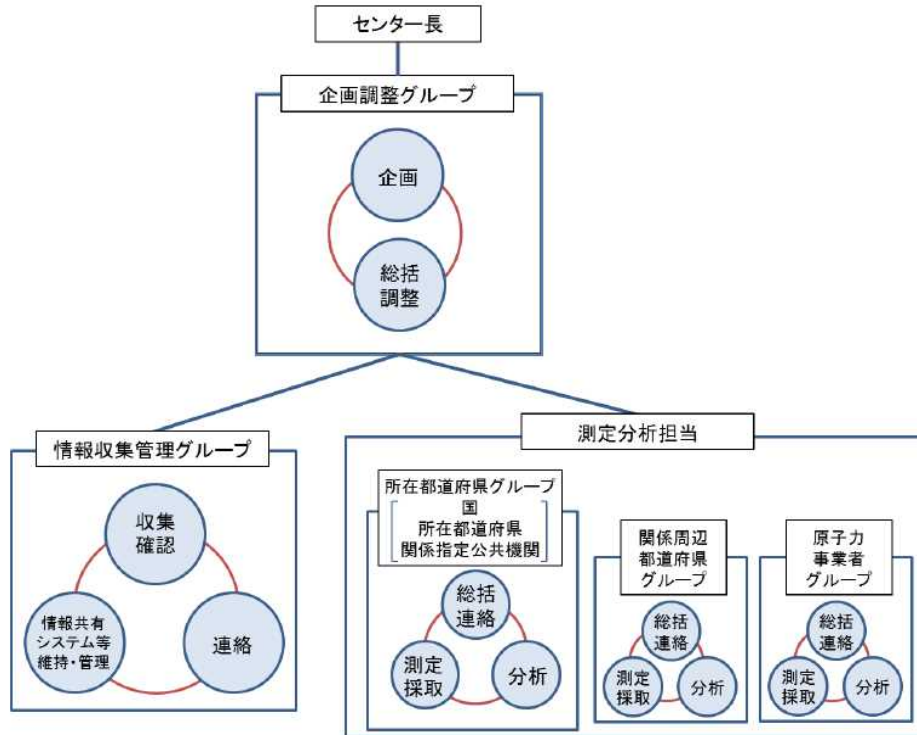 センター長
企画調整グループ
企画
総括
調整
情報収集管理グループ
収集
確認
情報共有
システム等
維持・管理
連絡
測定分析担当
所在都道府県グループ
国
所在都道府県
関係指定公共機関
総括
連絡
測定
採取
分析
関係周辺
都道府県
グループ
総括
連絡
測定
採取
分析
原子力
事業者
グループ
総括
連絡
測定
採取
分析